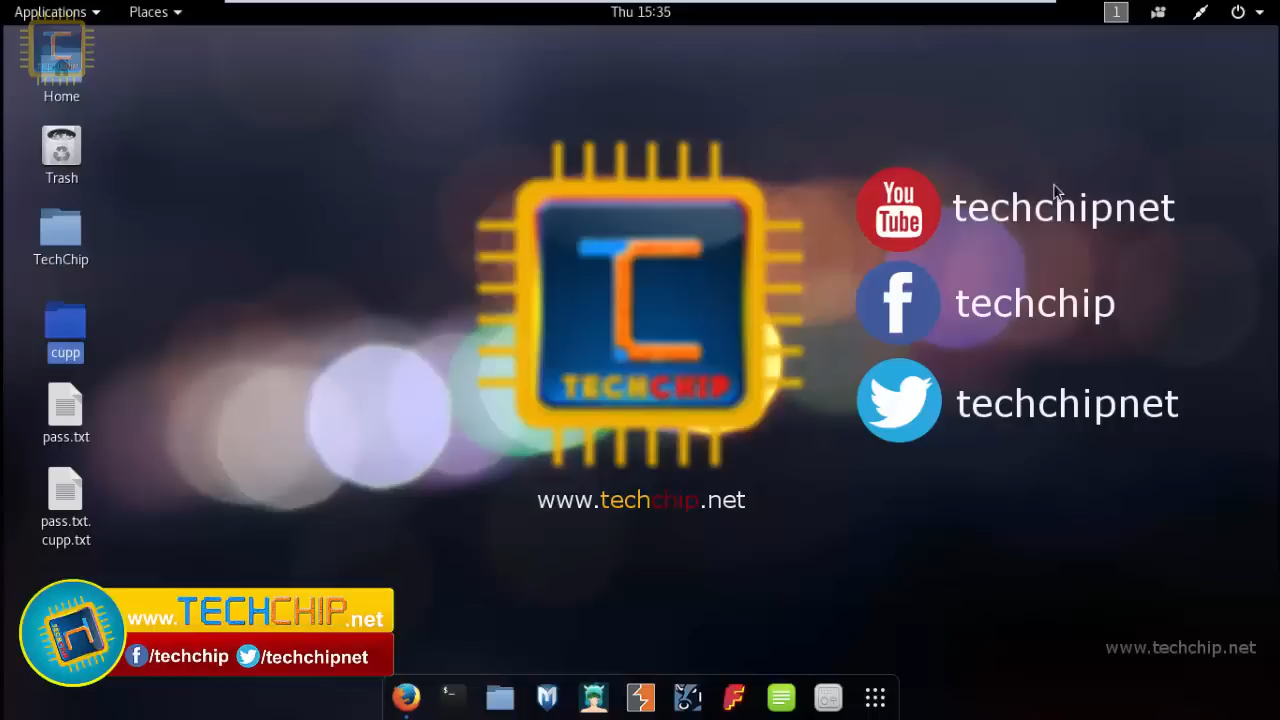 Applications
Places
Thu 15:35
1
Home
Trash
TechChip
cupp
pass.txt
pass.txt.
cupp.txt
TECHCHIP
www.techchip.net
You
Tube
techchipnet
f
techchip
techchipnet
www.TECHCHIP.net
f/techchip /techchipnet
www.techchip.net